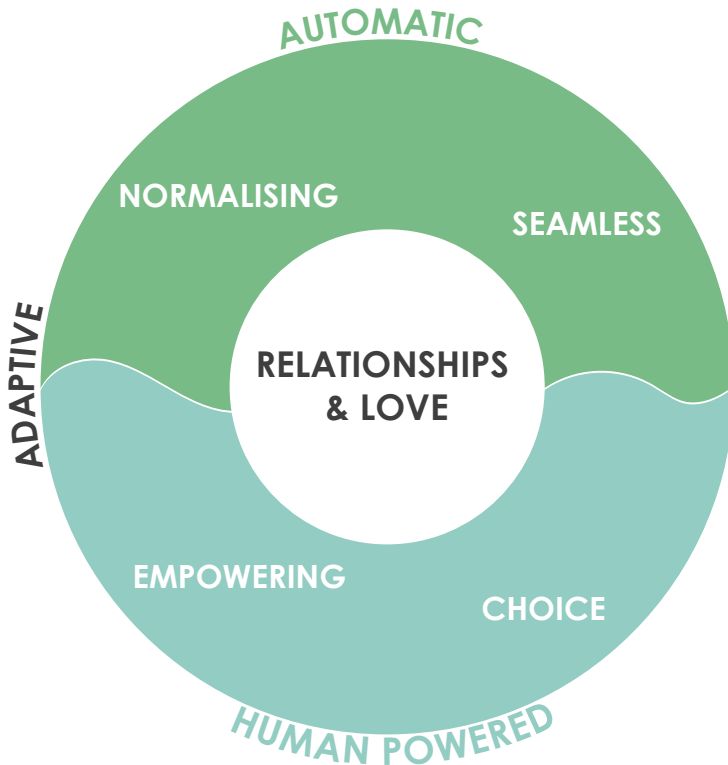 AUTOMATIC
NORMALISING
SEAMLESS
ADAPTIVE
RELATIONSHIPS
& LOVE
EMPOWERING
CHOICE
HUMAN POWERED